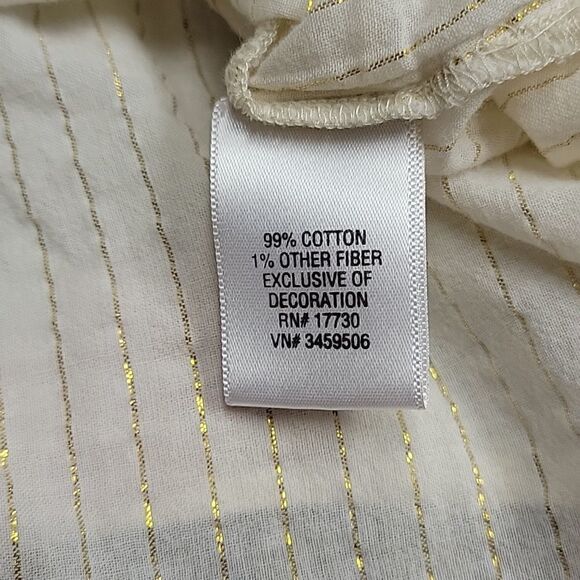 99% COTTON
1% OTHER FIBER
EXCLUSIVE OF
DECORATION
RN# 17730
VN# 3459506